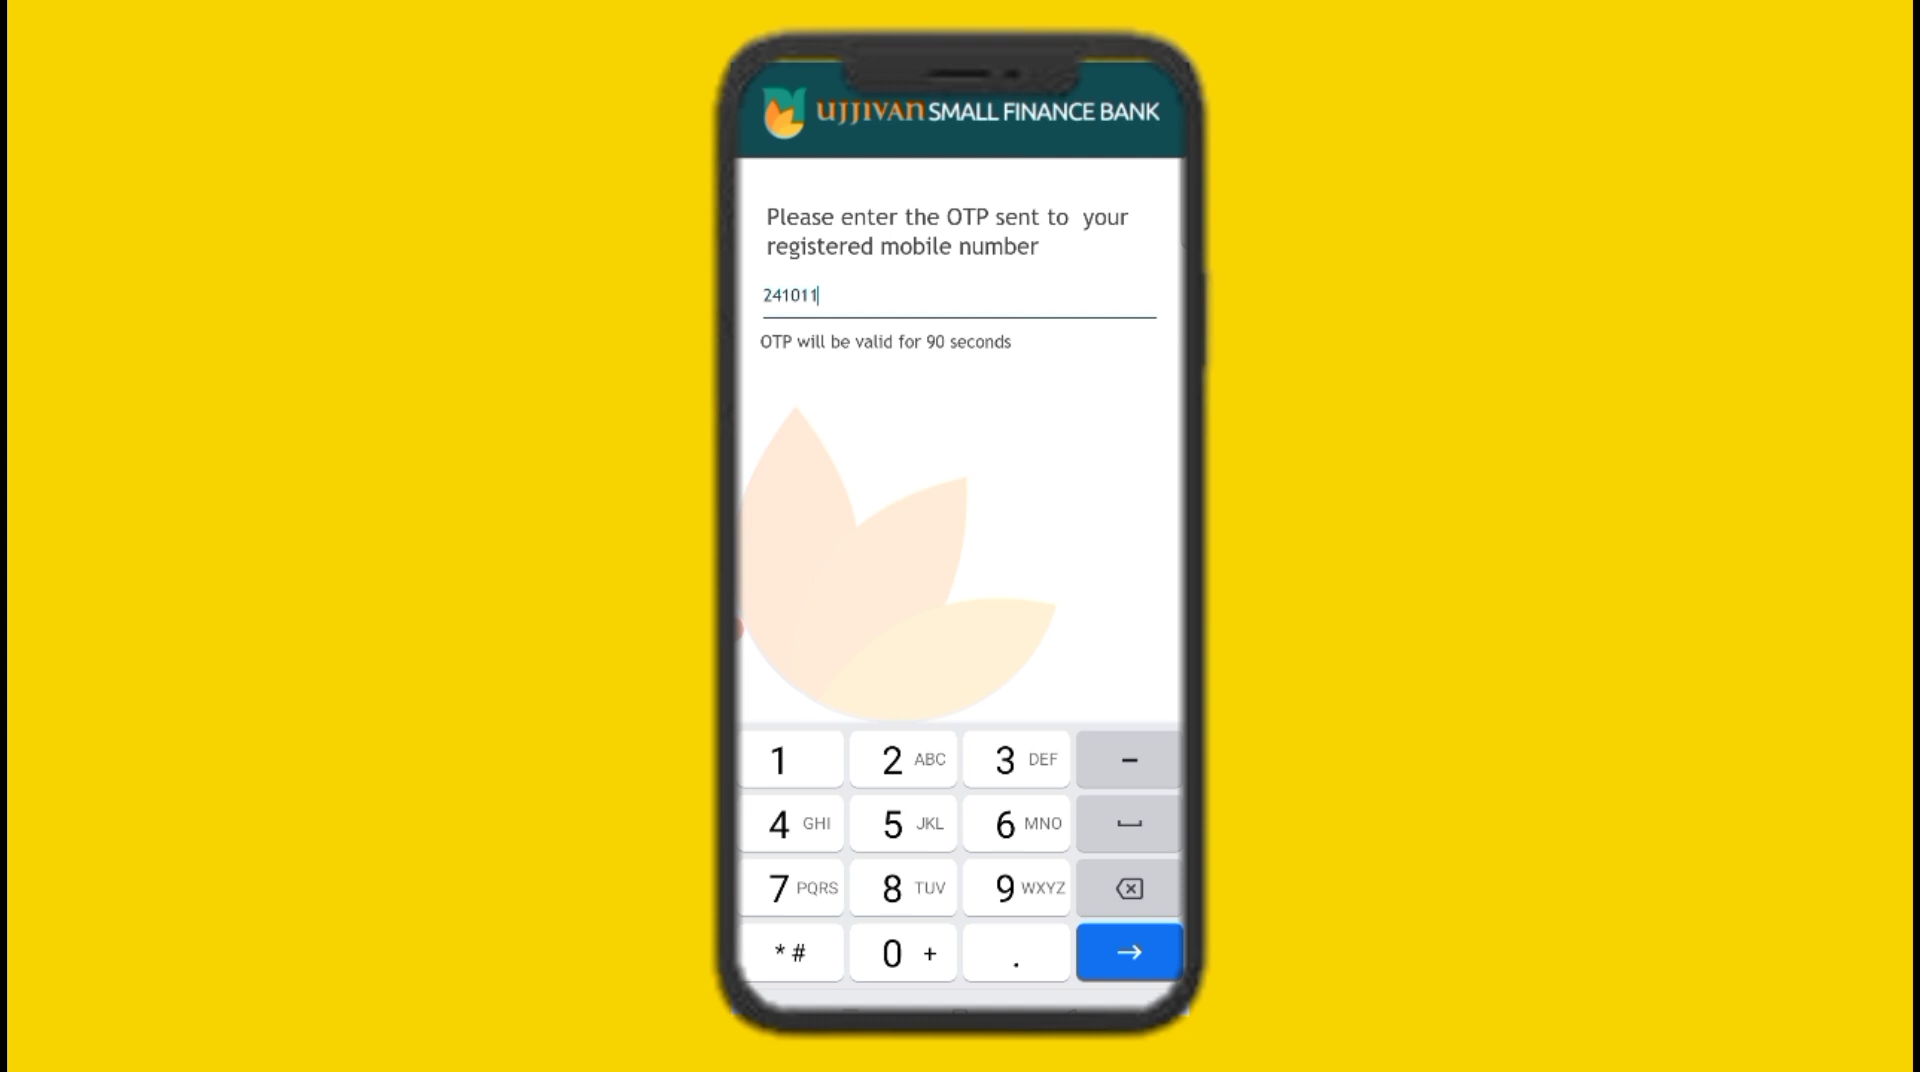 UJJIVAN SMALL FINANCE BANK
Please enter the OTP sent to  your
registered mobile number
241011
OTP will be valid for 90 seconds
1 2 ABC 3 DEF -
4 GHI 5 JKL 6 MNO
7 PQRS 8 TUV 9 WXYZ
* # 0 + .